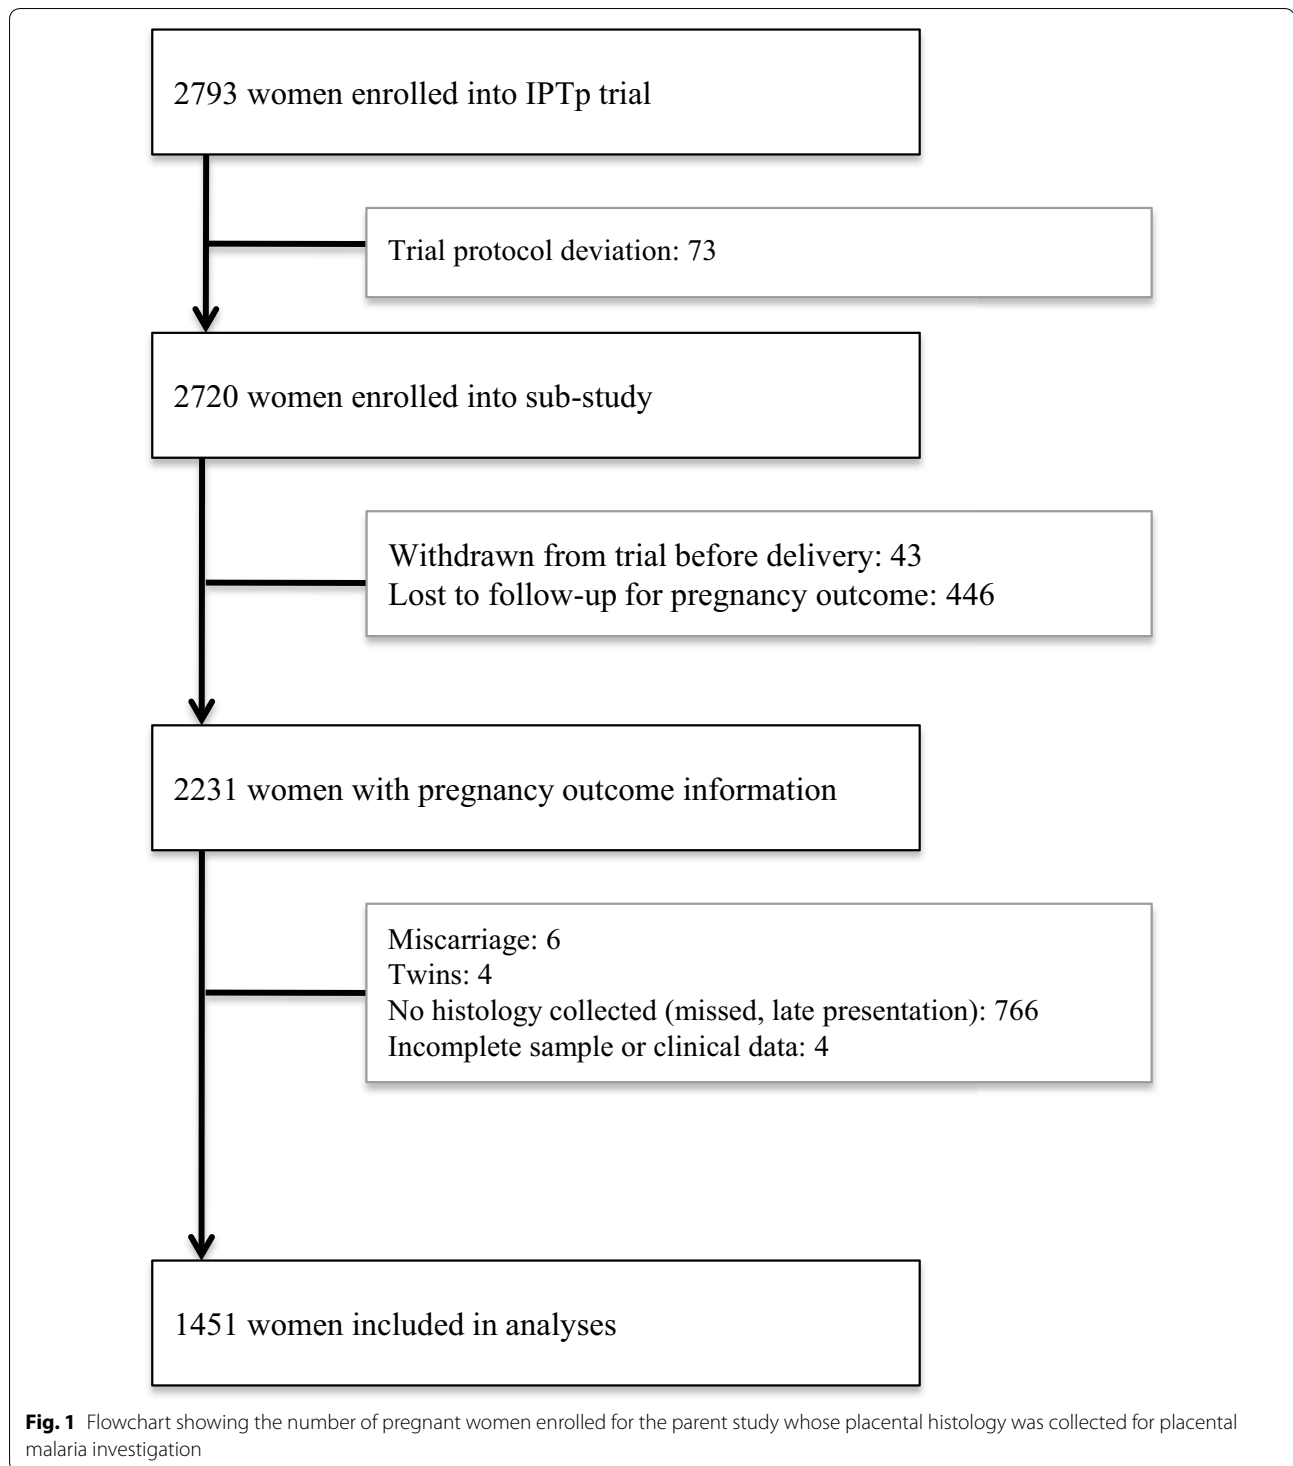 2793 women enrolled into IPTp trial
Trial protocol deviation: 73
2720 women enrolled into sub-study
Withdrawn from trial before delivery: 43
Lost to follow-up for pregnancy outcome: 446
2231 women with pregnancy outcome information
Miscarriage: 6
Twins: 4
No histology collected (missed, late presentation): 766
Incomplete sample or clinical data: 4
1451 women included in analyses
Fig. 1 Flowchart showing the number of pregnant women enrolled for the parent study whose placental histology was collected for placental
malaria investigation